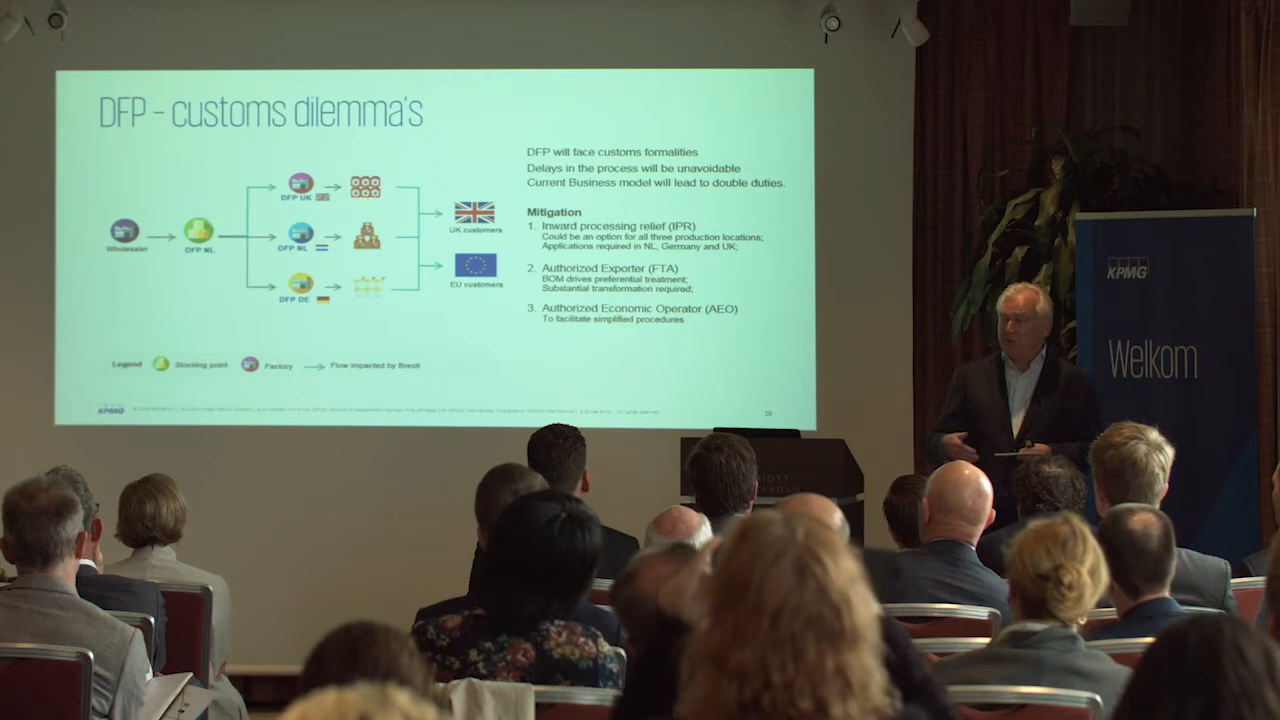 DFP - customs dilemma's
DFP will face customs formalities
Delays in the process will be unavoidable
Current Business model will lead to double duties.
Mitigation
1. Inward processing relief (IPR)
Could be an option for all three production locations;
Applications required in NL, Germany and UK;
2. Authorized Exporter (FTA)
BOM drives preferential treatment;
Substantial transformation required;
3. Authorized Economic Operator (AEO)
To facilitate simplified procedures
Wholesaler
DFP NL
DFP UK
DFP NL
DFP DE
UK customers
EU customers
Legend
Stocking point
Factory
Flow impacted by Brexit
KPMG
KPMG
Welkom